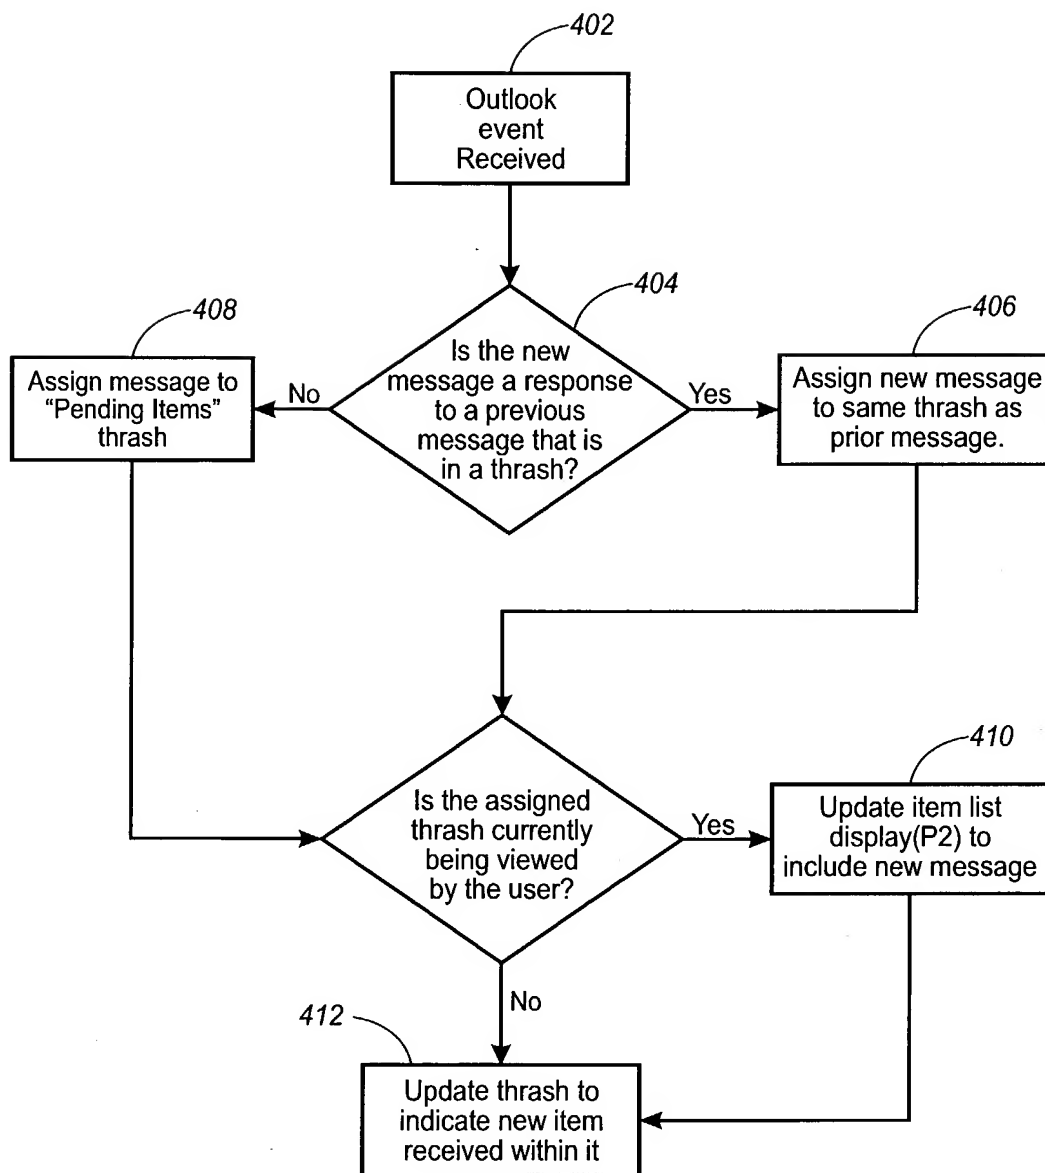 402
Outlook
event
Received
404
Is the new
message a response
to a previous
message that is
in a thrash?
408
Assign message to
“Pending Items”
thrash
No
Yes
406
Assign new message
to same thrash as
prior message.
Is the assigned
thrash currently
being viewed
by the user?
Yes
410
Update item list
display(P2) to
include new message
No
412
Update thrash to
indicate new item
received within it